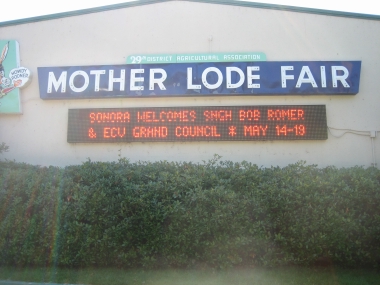 29th DISTRICT AGRICULTURAL ASSOCIATION
MOTHER LODE FAIR
SONORA WELCOMES SNGH BOB ROMER
& ECV GRAND COUNCIL * MAY 14-19